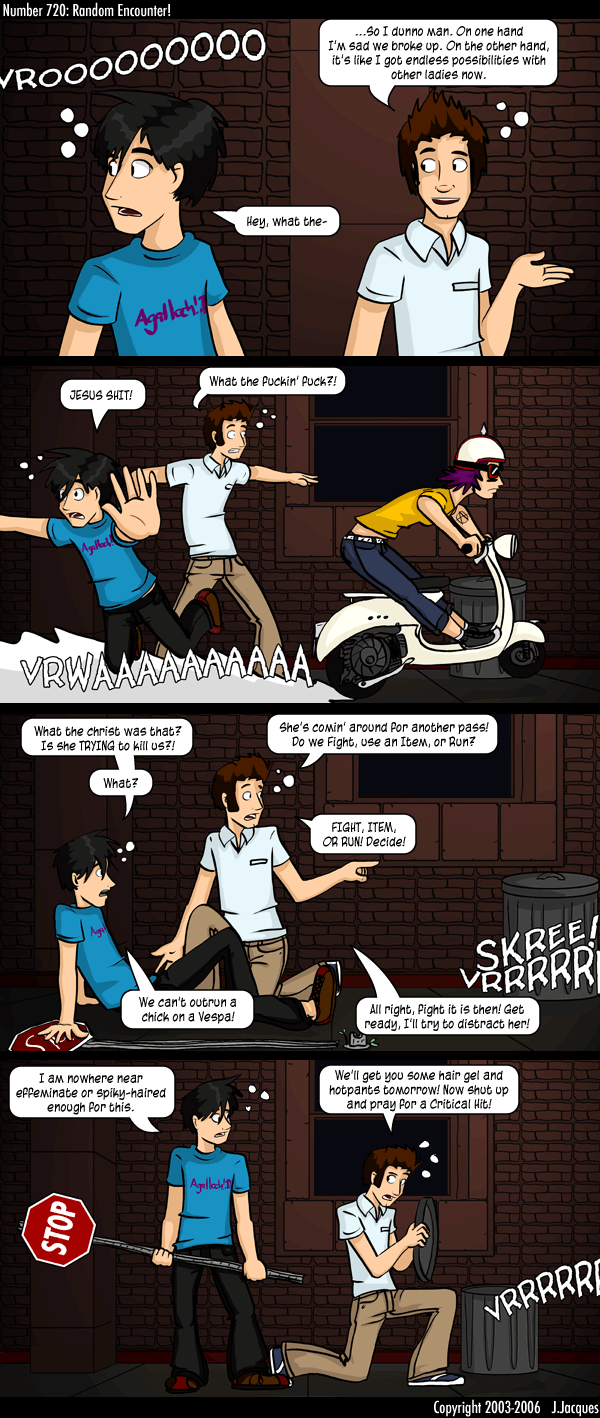 Number 720: Random Encounter!
VROOOOOOOOO
...So I dunno man. On one hand
I'm sad we broke up. On the other hand,
it's like I got endless possibilities with
other ladies now.
Hey, what the-
Agalloch!!
JESUS SHIT!
What the fuckin' fuck?!
Agalloch!
VRWAAAAAAAAAA
What the christ was that?
Is she TRYING to kill us?!
She's comin' around for another pass!
Do we Fight, use an Item, or Run?
What?
FIGHT, ITEM,
OR RUN! Decide!
Aga
SKREE!
VRRRRR
We can't outrun a
chick on a Vespa!
All right, Fight it is then! Get
ready, I'll try to distract her!
I am nowhere near
effeminate or spiky-haired
enough for this.
We'll get you some hair gel and
hotpants tomorrow! Now shut up
and pray for a Critical Hit!
Agalloch!!
STOP
VRRRRRR
Copyright 2003-2006 J.Jacques